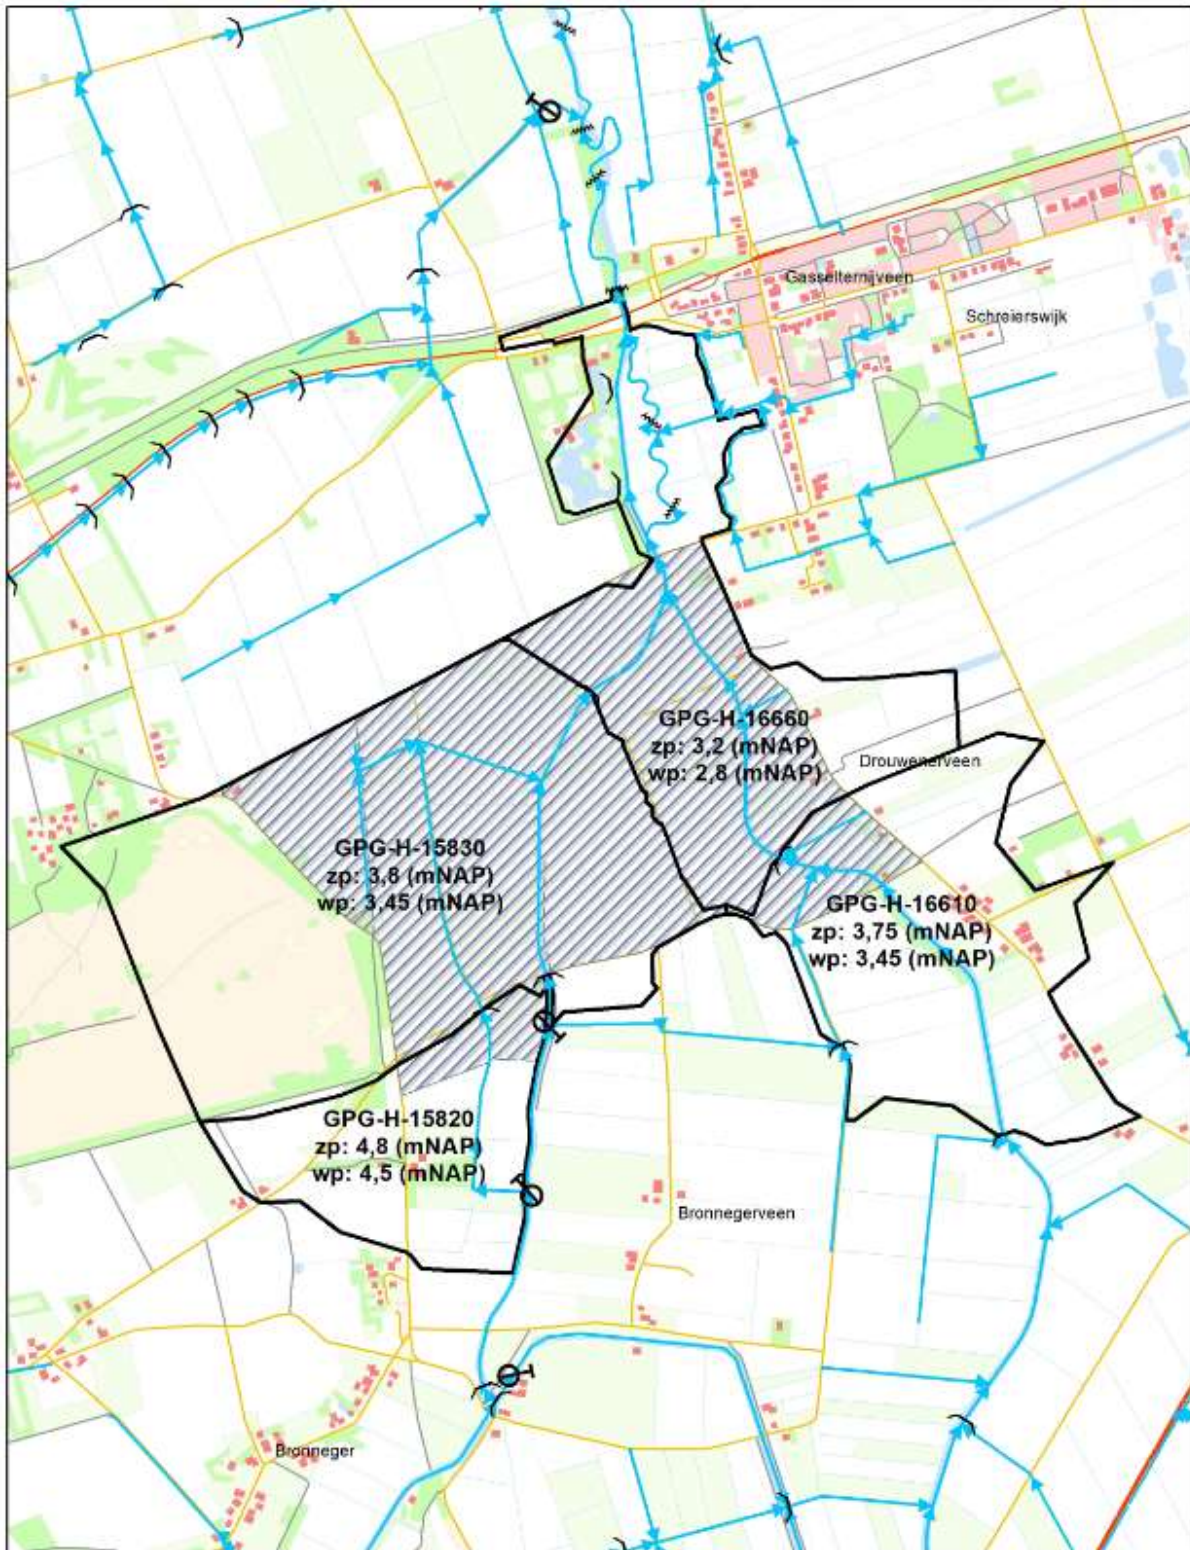 Gasselternijveen
Schreierswijk
GPG-H-16660
zp: 3,2 (mNAP)
wp: 2,8 (mNAP)
Drouwenerveen
GPG-H-15830
zp: 3,8 (mNAP)
wp: 3,45 (mNAP)
GPG-H-16610
zp: 3,75 (mNAP)
wp: 3,45 (mNAP)
GPG-H-15820
zp: 4,8 (mNAP)
wp: 4,5 (mNAP)
Bronnegerveen
Bronneger